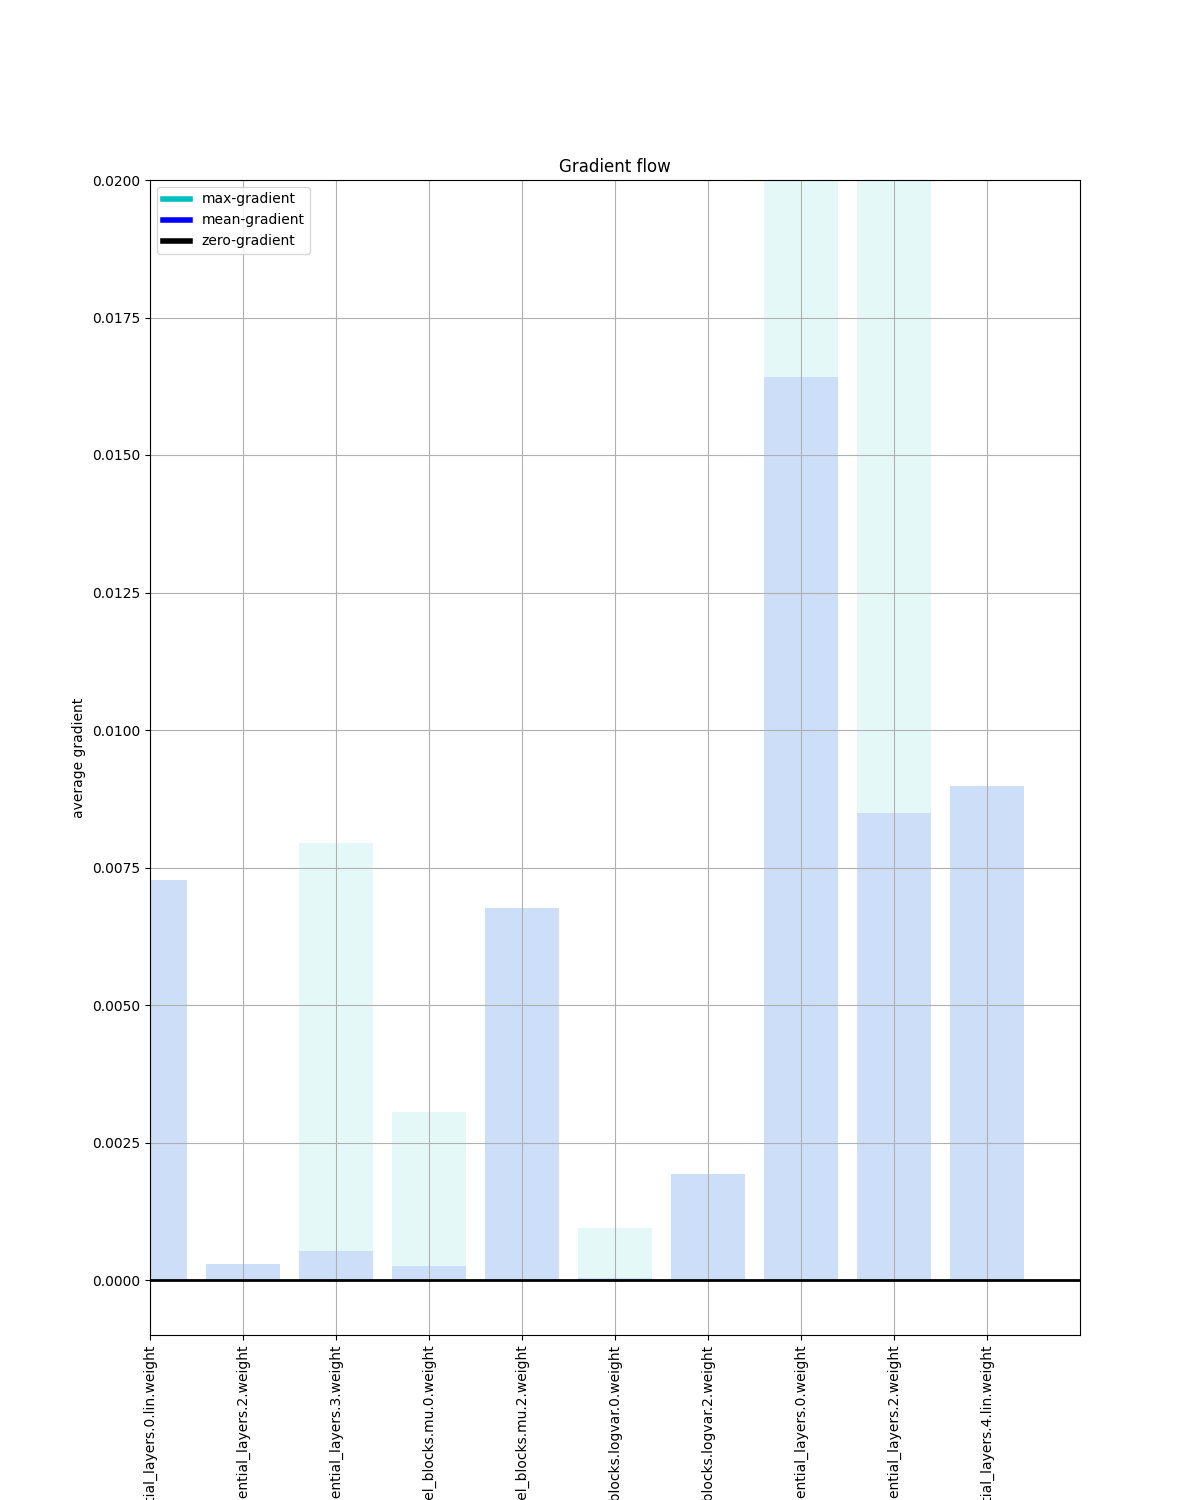 Gradient flow
max-gradient
mean-gradient
zero-gradient
0.0200
0.0175
0.0150
0.0125
0.0100
0.0075
0.0050
0.0025
0.0000
average gradient
tial_layers.0.lin.weight
ential_layers.2.weight
ential_layers.3.weight
el_blocks.mu.0.weight
el_blocks.mu.2.weight
blocks.logvar.0.weight
blocks.logvar.2.weight
ential_layers.0.weight
ential_layers.2.weight
tial_layers.4.lin.weight